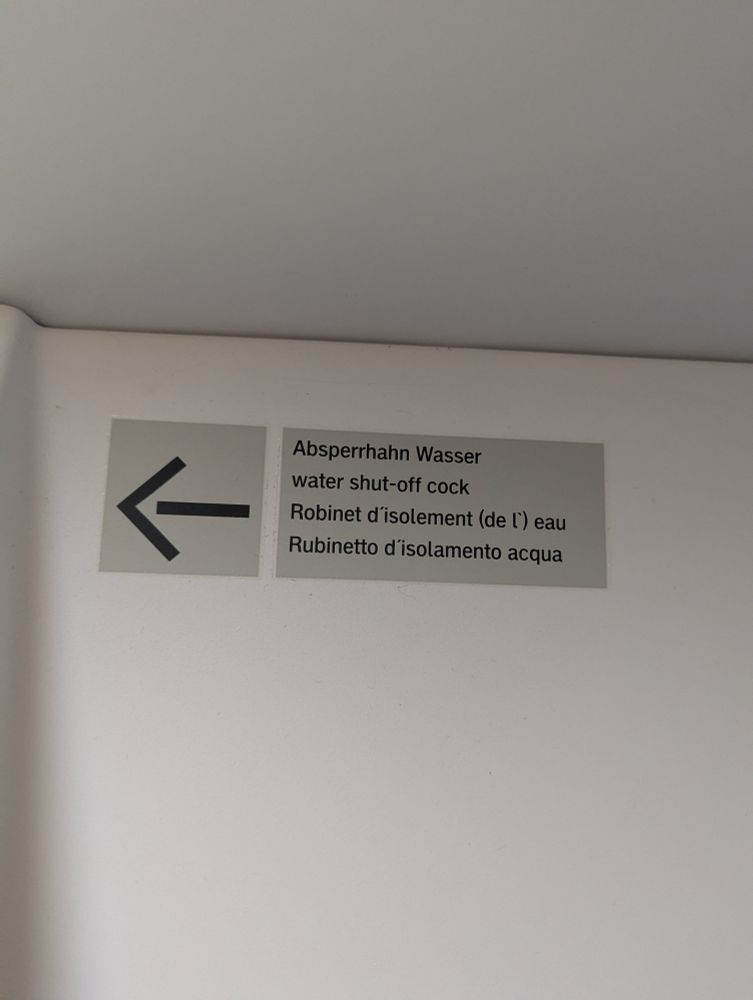 Absperrhahn Wasser
water shut-off cock
Robinet d´isolement (de l`) eau
Rubinetto d´isolamento acqua